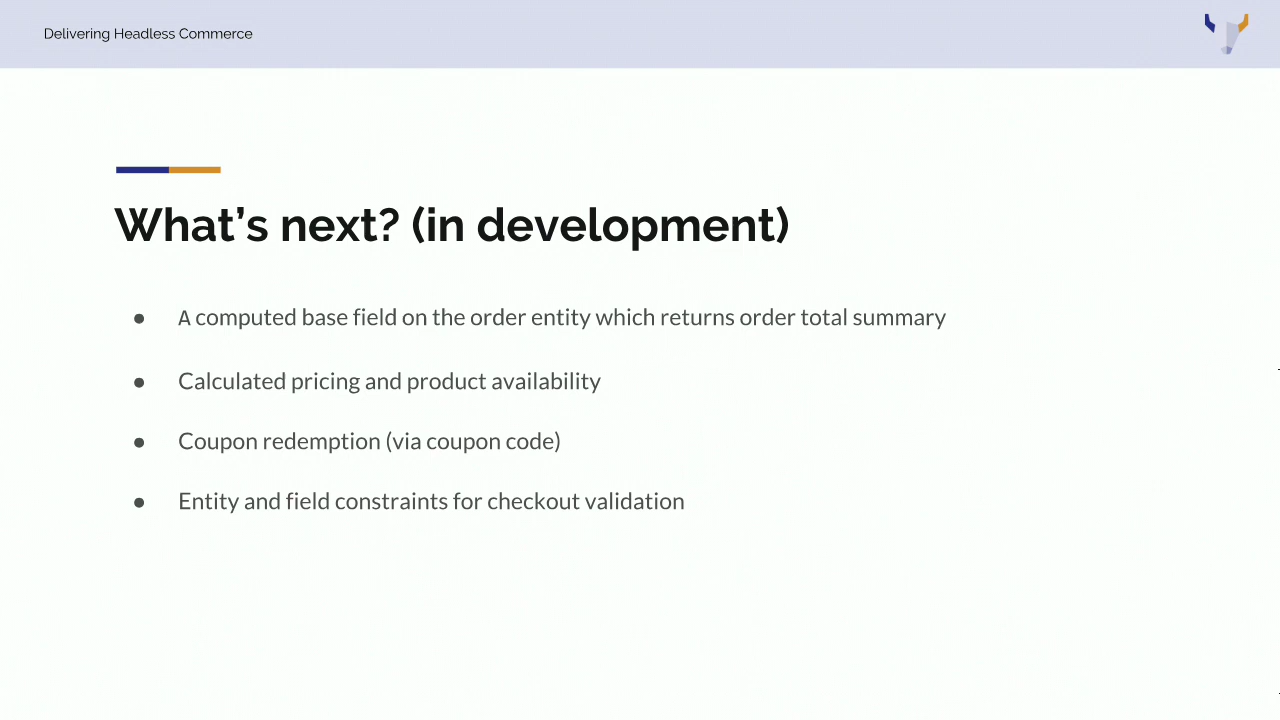 Delivering Headless Commerce
What’s next? (in development)
● A computed base field on the order entity which returns order total summary
● Calculated pricing and product availability
● Coupon redemption (via coupon code)
● Entity and field constraints for checkout validation